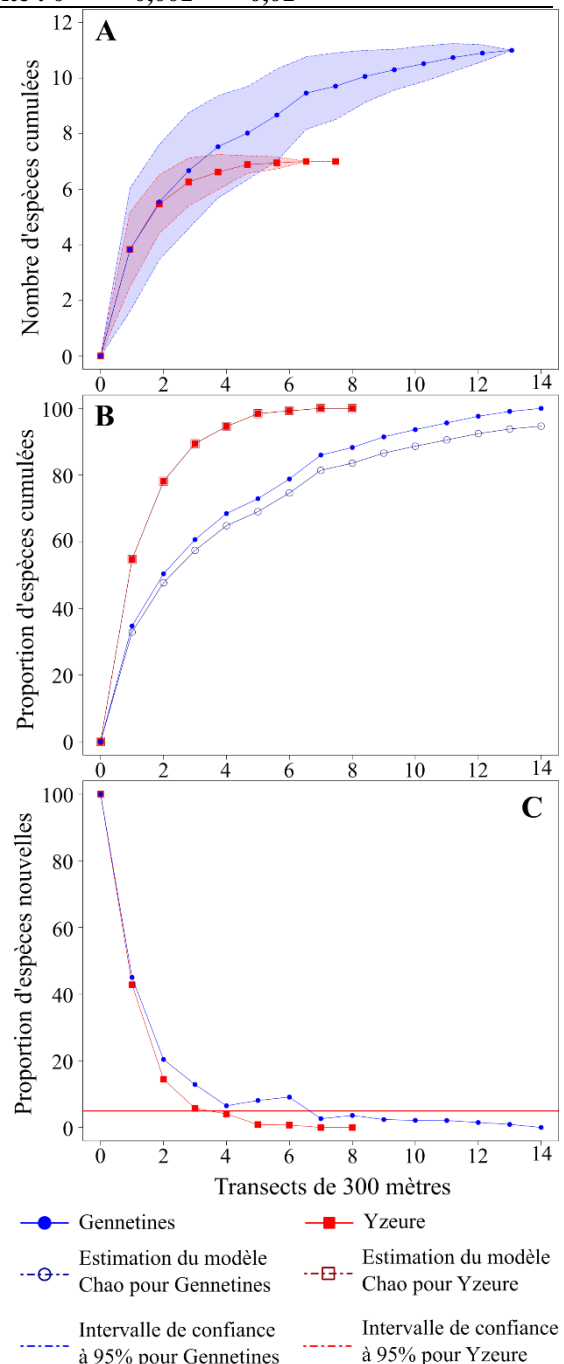 0,002
0,02
A
Nombre d'espèces cumulées
12
10
8
6
4
2
0
0 2 4 6 8 10 12 14
B
Proportion d'espèces cumulées
100
80
60
40
20
0
0 2 4 6 8 10 12 14
C
Proportion d'espèces nouvelles
100
80
60
40
20
0
0 2 4 6 8 10 12 14
Transects de 300 mètres
Gennetines
Yzeure
Estimation du modèle
Chao pour Gennetines
Estimation du modèle
Chao pour Yzeure
Intervalle de confiance
à 95% pour Gennetines
Intervalle de confiance
à 95% pour Yzeure